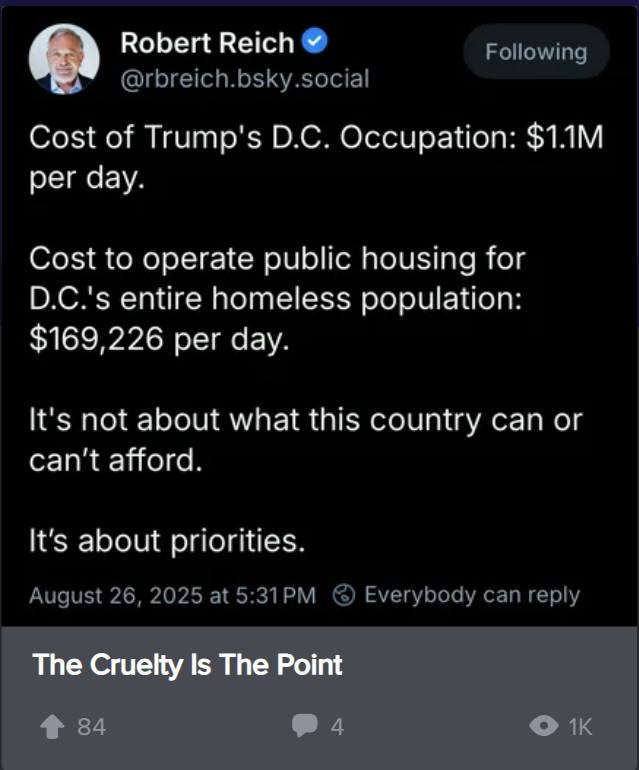 Robert Reich
Following
@rbreich.bsky.social
Cost of Trump's D.C. Occupation: $1.1M
per day.
Cost to operate public housing for
D.C.'s entire homeless population:
$169,226 per day.
It's not about what this country can or
can’t afford.
It’s about priorities.
August 26, 2025 at 5:31 PM Everybody can reply
The Cruelty Is The Point
84 4 1K